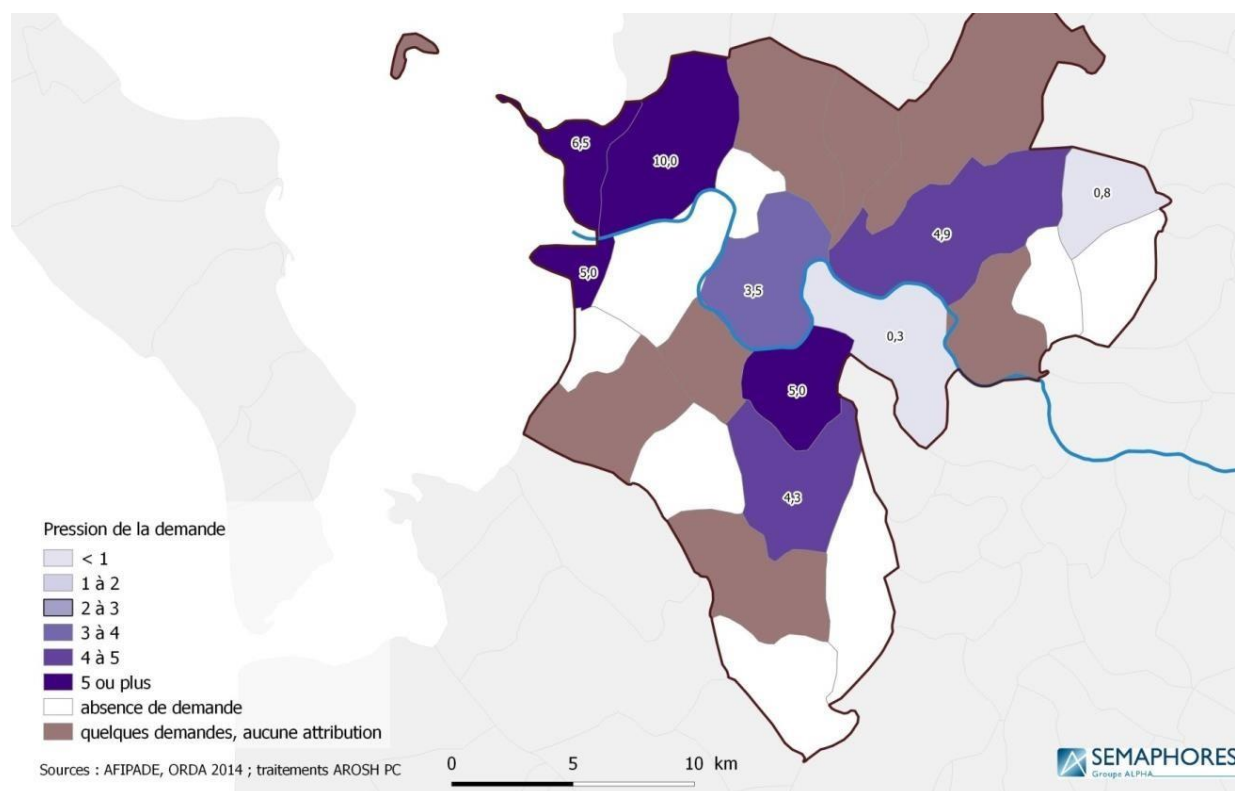 6,5
10,0
0,8
4,9
5,0
3,5
0,3
5,0
4,3
Pression de la demande
< 1
1 à 2
2 à 3
3 à 4
4 à 5
5 ou plus
absence de demande
quelques demandes, aucune attribution
Sources : AFIPADE, ORDA 2014 ; traitements AROSH PC
0 5 10 km
SEMAPHORES
Groupe ALPHA